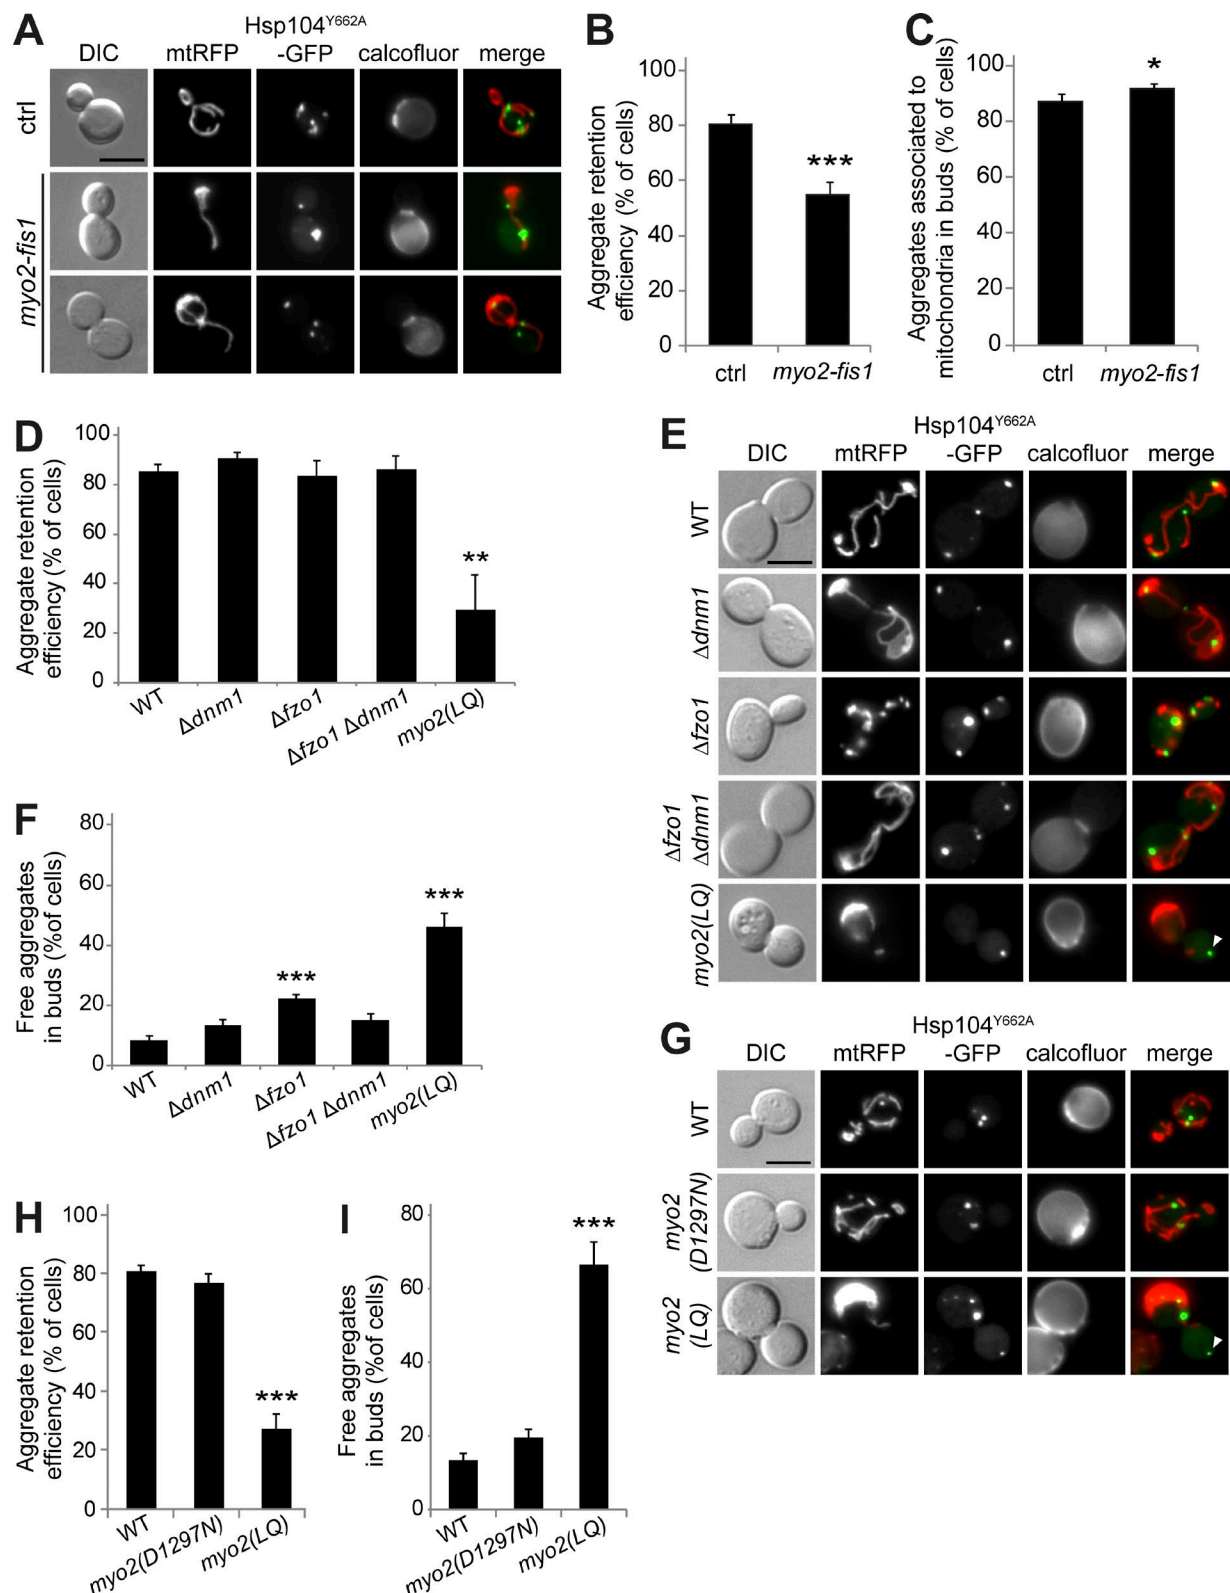 A
Hsp104Y662A
DIC mtRFP -GFP calcofluor merge
ctrl
myo2-fis1
B
Aggregate retention
efficiency (% of cells)
100
80
60
40
20
0
***
ctrl myo2-fis1
C
Aggregates associated to
mitochondria in buds (% of cells)
100
80
60
40
20
0
*
ctrl myo2-fis1
D
Aggregate retention
efficiency (% of cells)
100
80
60
40
20
0
**
WT Δdnm1 Δfzo1 Δfzo1 Δdnm1 myo2(LQ)
E
Hsp104Y662A
DIC mtRFP -GFP calcofluor merge
WT
Δdnm1
Δfzo1
Δfzo1
Δdnm1
myo2(LQ)
F
Free aggregates
in buds (%of cells)
80
60
40
20
0
***
***
WT Δdnm1 Δfzo1 Δfzo1 Δdnm1 myo2(LQ)
G
Hsp104Y662A
DIC mtRFP -GFP calcofluor merge
WT
myo2
(D1297N)
myo2
(LQ)
H
Aggregate retention
efficiency (% of cells)
100
80
60
40
20
0
***
WT myo2(D1297N) myo2(LQ)
I
Free aggregates
in buds (%of cells)
80
60
40
20
0
***
WT myo2(D1297N) myo2(LQ)